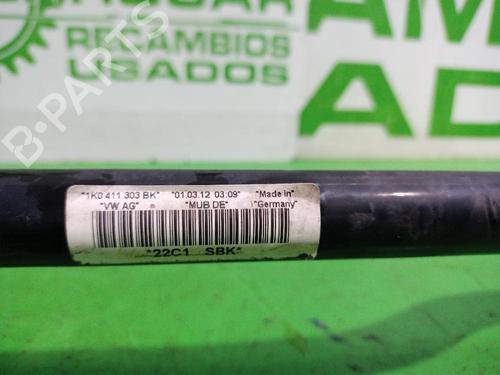 RECAMBIOS
USADOS
B-PARTS
"1K0 411 303 BK" "01.03.12 03:09" "Made in"
"VW AG" "MUB DE" "Germany"
"22C1 SBK"